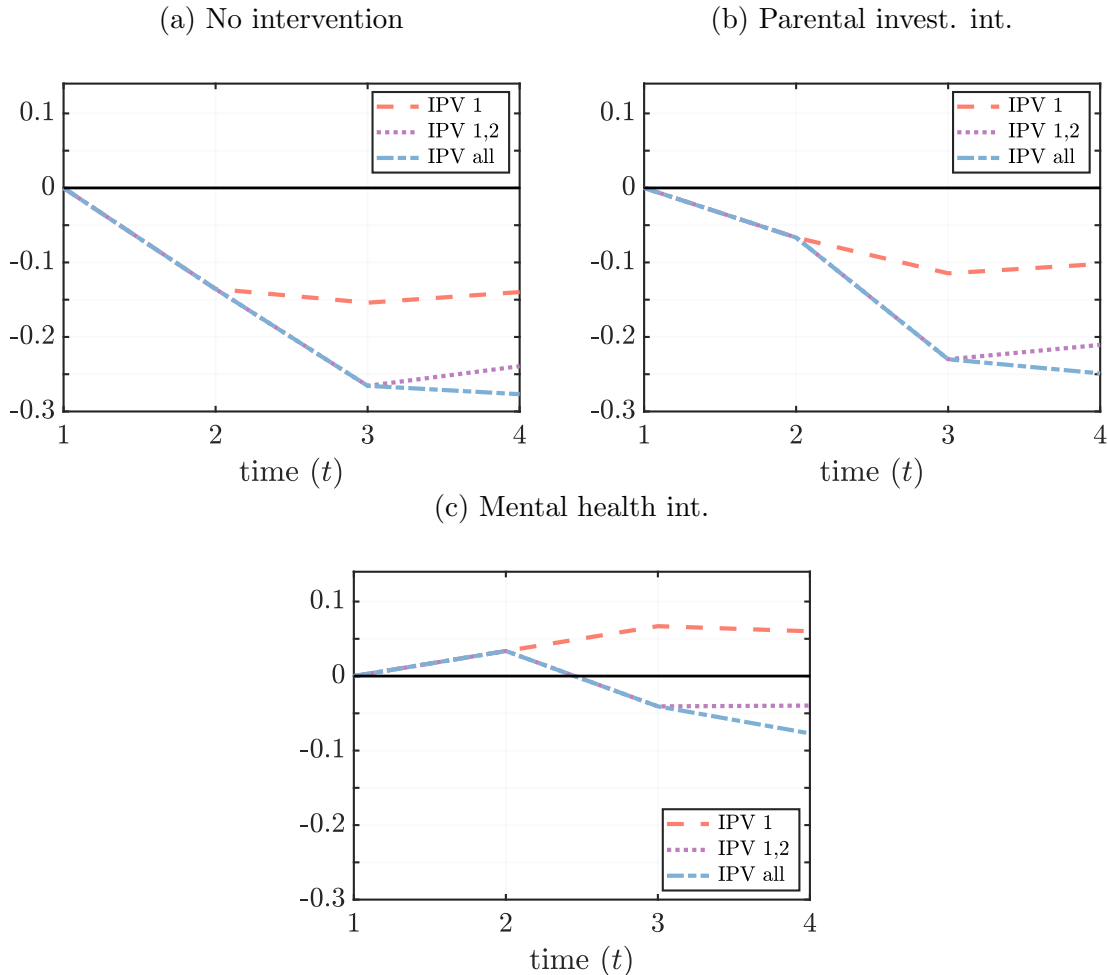 (a) No intervention
0.1
0
-0.1
-0.2
-0.3
1 2 3 4
time (t)
IPV 1
IPV 1,2
IPV all
(b) Parental invest. int.
0.1
0
-0.1
-0.2
-0.3
1 2 3 4
time (t)
IPV 1
IPV 1,2
IPV all
(c) Mental health int.
0.1
0
-0.1
-0.2
-0.3
1 2 3 4
time (t)
IPV 1
IPV 1,2
IPV all